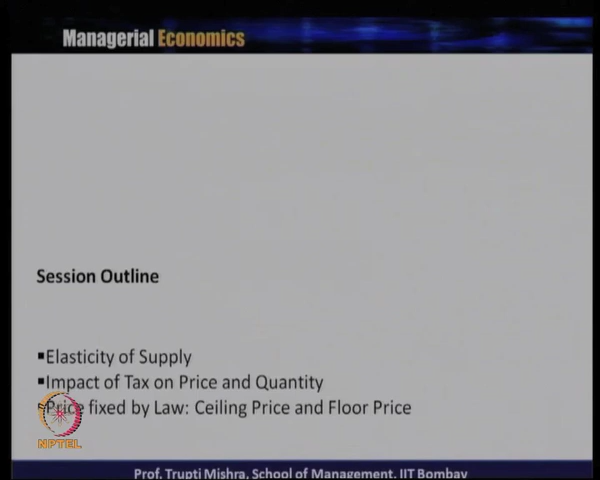 Managerial Economics
Session Outline
▪Elasticity of Supply
▪Impact of Tax on Price and Quantity
▪Price fixed by Law: Ceiling Price and Floor Price
NPTEL
Prof. Trupti Mishra, School of Management, IIT Bombay